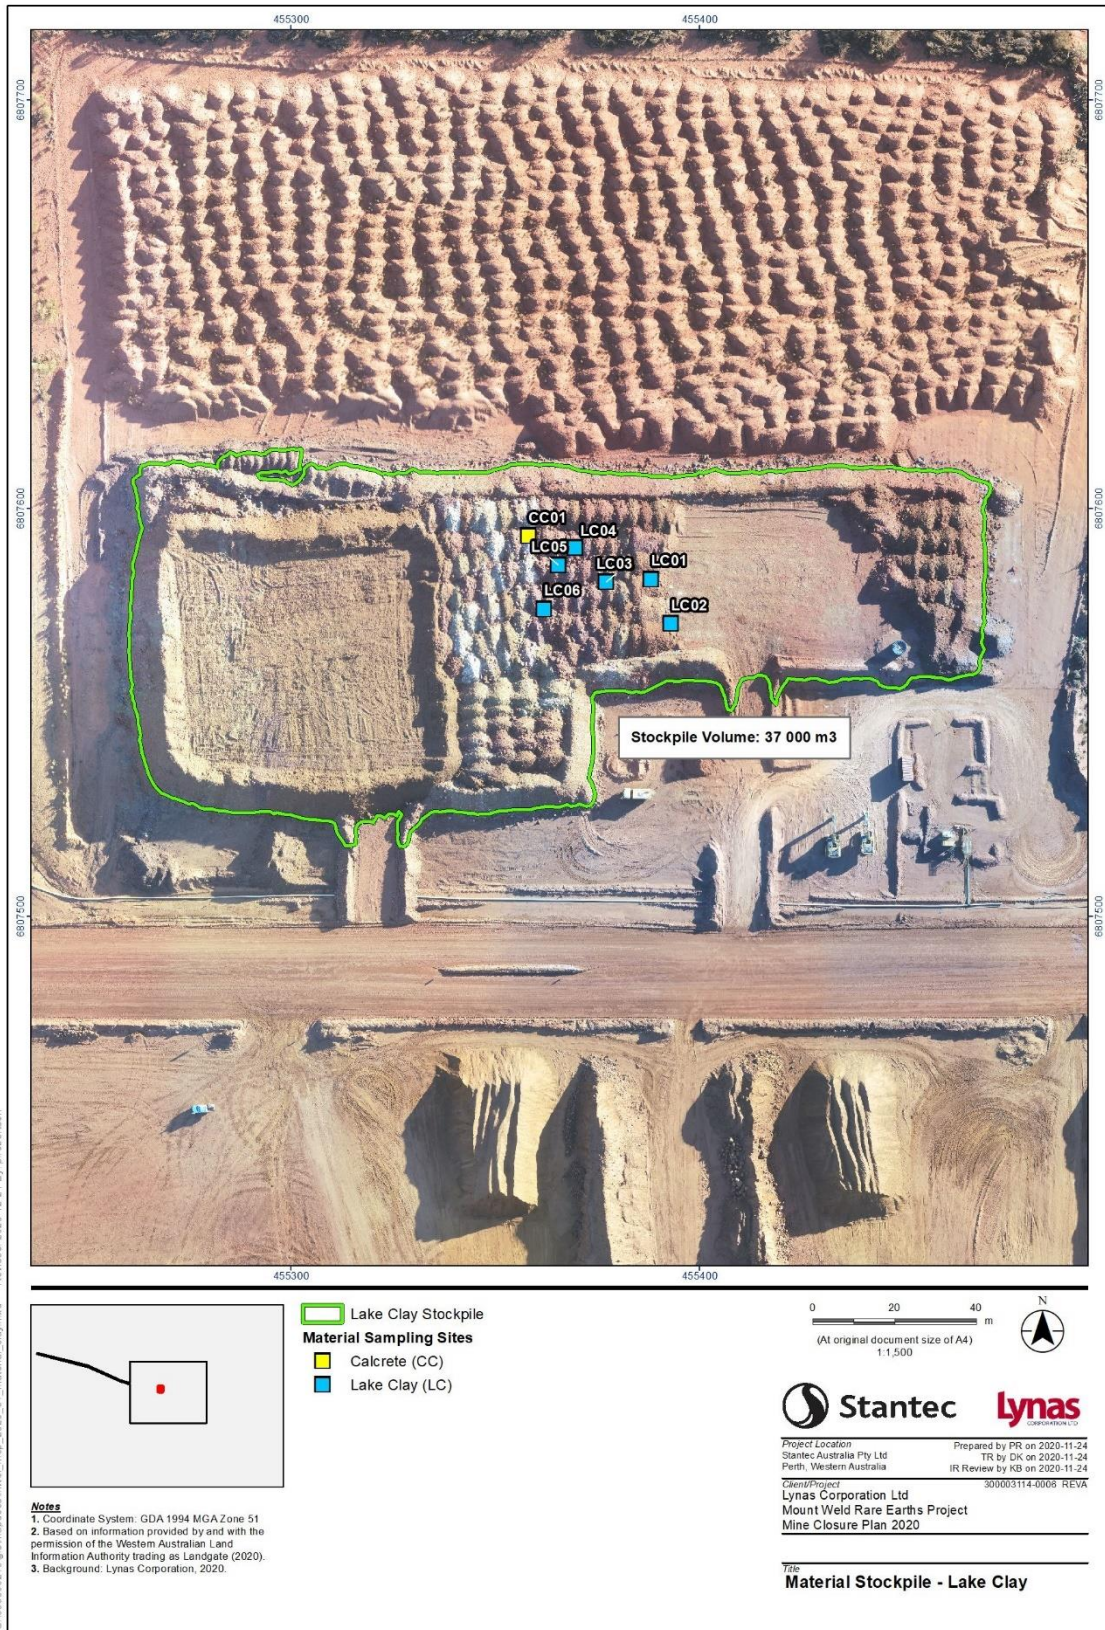 455300
455400
6807700
6807700
6807600
6807600
CC01
LC04
LC05
LC03
LC01
LC06
LC02
Stockpile Volume: 37 000 m3
6807500
6807500
455300
455400
Lake Clay Stockpile
Material Sampling Sites
Calcrete (CC)
Lake Clay (LC)
0 20 40 m
(At original document size of A4)
1:1,500
N
Stantec
Lynas
CORPORATION LTD
Project Location
Stantec Australia Pty Ltd
Perth, Western Australia
Prepared by PR on 2020-11-24
TR by DK on 2020-11-24
IR Review by KB on 2020-11-24
Client/Project
300003114-0006 REVA
Lynas Corporation Ltd
Mount Weld Rare Earths Project
Mine Closure Plan 2020
Title
Material Stockpile - Lake Clay
Notes
1. Coordinate System: GDA 1994 MGA Zone 51
2. Based on information provided by and with the
permission of the Western Australian Land
Information Authority trading as Landgate (2020).
3. Background: Lynas Corporation, 2020.